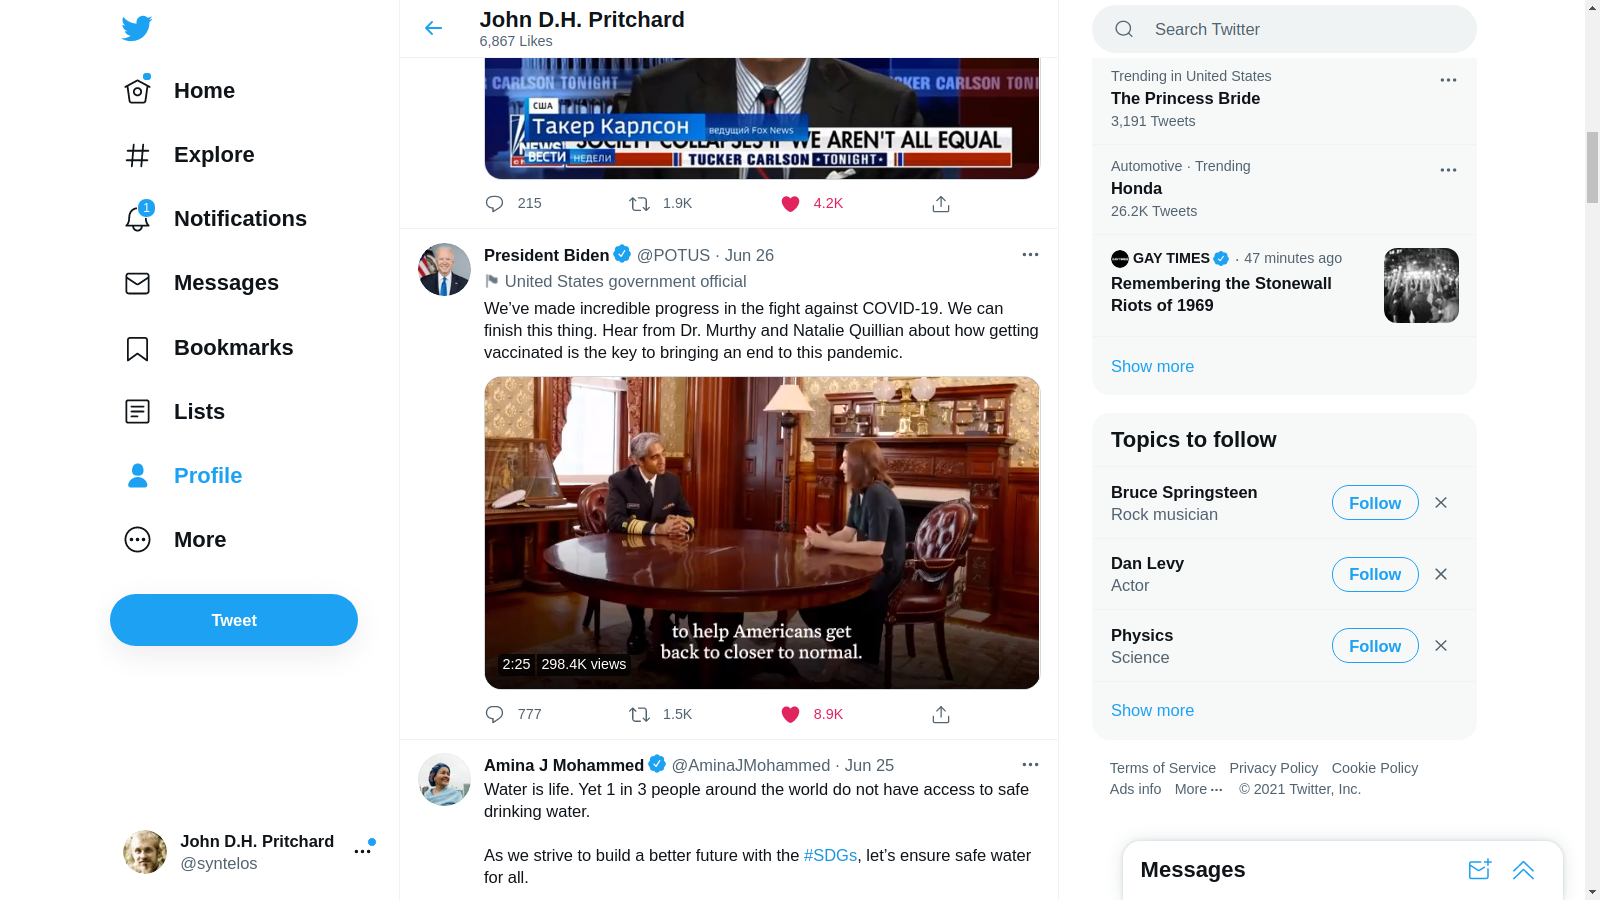 Home
Explore
1
Notifications
Messages
Bookmarks
Lists
Profile
More
Tweet
John D.H. Pritchard
@syntelos
John D.H. Pritchard
6,867 Likes
CARLSON TONIGHT
США
Такер Карлсон
ведущий Fox News
SOCIETY COLLAPSES IF WE AREN'T ALL EQUAL
NEWS
ВЕСТИ НЕДЕЛИ
TUCKER CARLSON TONIGHT
215 1.9K 4.2K
President Biden @POTUS · Jun 26
United States government official
We’ve made incredible progress in the fight against COVID-19. We can
finish this thing. Hear from Dr. Murthy and Natalie Quillian about how getting
vaccinated is the key to bringing an end to this pandemic.
to help Americans get
back to closer to normal.
2:25 298.4K views
777 1.5K 8.9K
Amina J Mohammed @AminaJMohammed · Jun 25
Water is life. Yet 1 in 3 people around the world do not have access to safe
drinking water.
As we strive to build a better future with the #SDGs, let’s ensure safe water
for all.
Search Twitter
Trending in United States
The Princess Bride
3,191 Tweets
Automotive · Trending
Honda
26.2K Tweets
GAY TIMES · 47 minutes ago
Remembering the Stonewall
Riots of 1969
Show more
Topics to follow
Bruce Springsteen
Rock musician
Follow
Dan Levy
Actor
Follow
Physics
Science
Follow
Show more
Terms of Service Privacy Policy Cookie Policy
Ads info More ··· © 2021 Twitter, Inc.
Messages